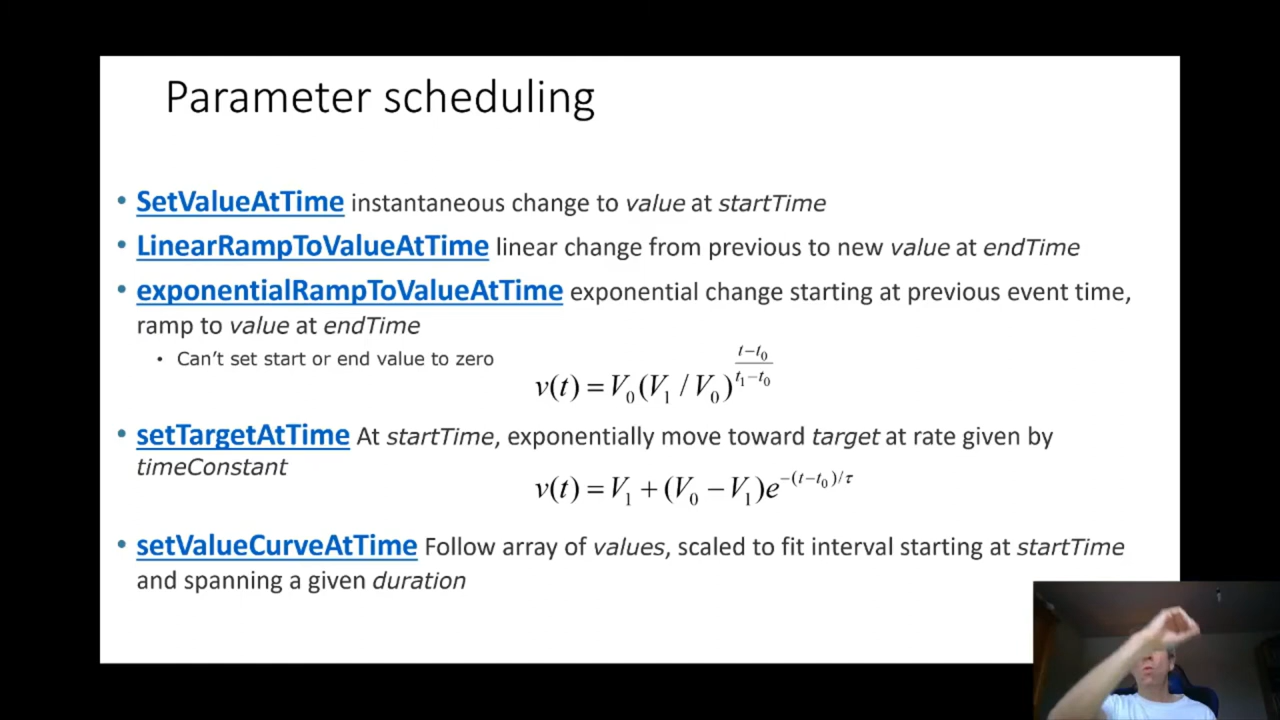 Parameter scheduling
• SetValueAtTime instantaneous change to value at startTime
• LinearRampToValueAtTime linear change from previous to new value at endTime
• exponentialRampToValueAtTime exponential change starting at previous event time,
ramp to value at endTime
• Can't set start or end value to zero
v(t) = V₀(V₁ / V₀)^((t−t₀)/(t₁−t₀))
• setTargetAtTime At startTime, exponentially move toward target at rate given by
timeConstant
v(t) = V₁ + (V₀ − V₁)e^(−(t−t₀)/τ)
• setValueCurveAtTime Follow array of values, scaled to fit interval starting at startTime
and spanning a given duration